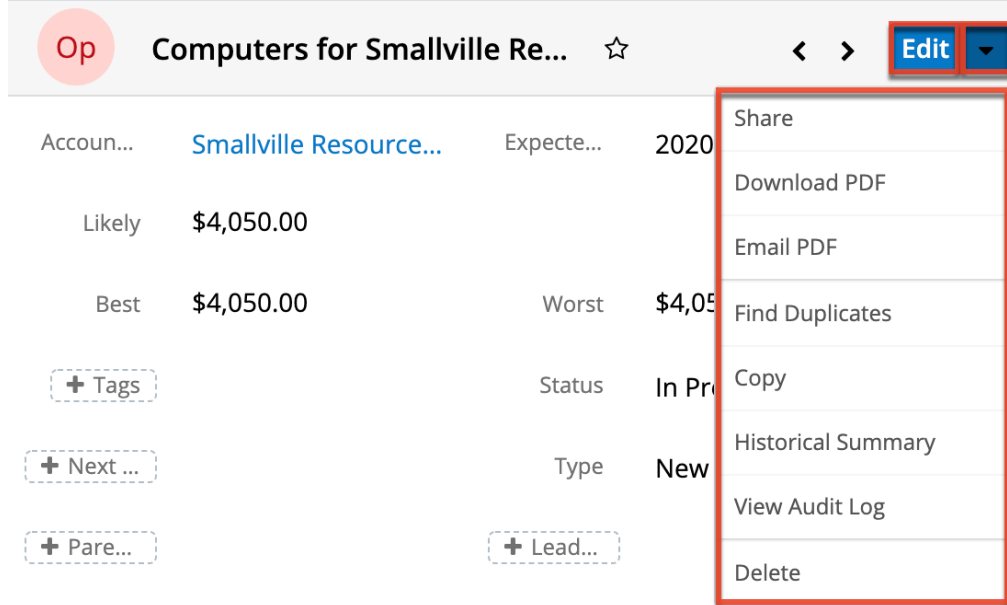 Op Computers for Smallville Re... Edit
Share
Accoun... Smallville Resource... Expecte... 2020
Download PDF
Likely $4,050.00
Email PDF
Best $4,050.00 Worst $4,05
Find Duplicates
+ Tags Status In Pr
Copy
Historical Summary
+ Next ... Type New
View Audit Log
+ Pare... + Lead...
Delete